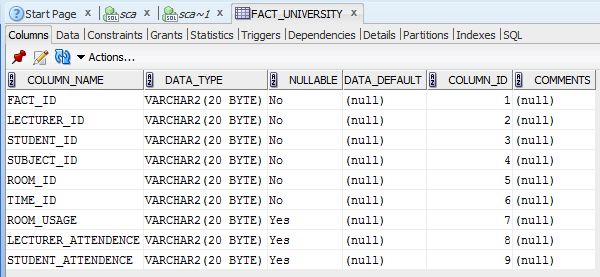 Start Page sca sca~1 FACT_UNIVERSITY
Columns Data Constraints Grants Statistics Triggers Dependencies Details Partitions Indexes SQL
Actions...
COLUMN_NAME DATA_TYPE NULLABLE DATA_DEFAULT COLUMN_ID COMMENTS
FACT_ID VARCHAR2(20 BYTE) No (null) 1 (null)
LECTURER_ID VARCHAR2(20 BYTE) No (null) 2 (null)
STUDENT_ID VARCHAR2(20 BYTE) No (null) 3 (null)
SUBJECT_ID VARCHAR2(20 BYTE) No (null) 4 (null)
ROOM_ID VARCHAR2(20 BYTE) No (null) 5 (null)
TIME_ID VARCHAR2(20 BYTE) No (null) 6 (null)
ROOM_USAGE VARCHAR2(20 BYTE) Yes (null) 7 (null)
LECTURER_ATTENDENCE VARCHAR2(20 BYTE) Yes (null) 8 (null)
STUDENT_ATTENDENCE VARCHAR2(20 BYTE) Yes (null) 9 (null)